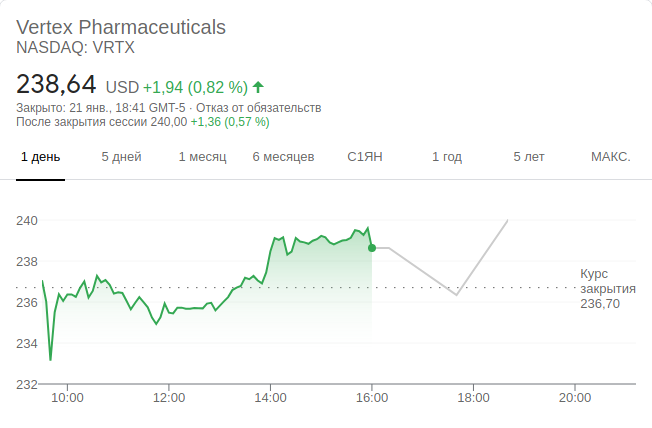 Vertex Pharmaceuticals
NASDAQ: VRTX
238,64 USD +1,94 (0,82 %)
Закрыто: 21 янв., 18:41 GMT-5 · Отказ от обязательств
После закрытия сессии 240,00 +1,36 (0,57 %)
1 день 5 дней 1 месяц 6 месяцев С1ЯН 1 год 5 лет МАКС.
240
238
Курс
закрытия
236,70
236
234
232
10:00 12:00 14:00 16:00 18:00 20:00